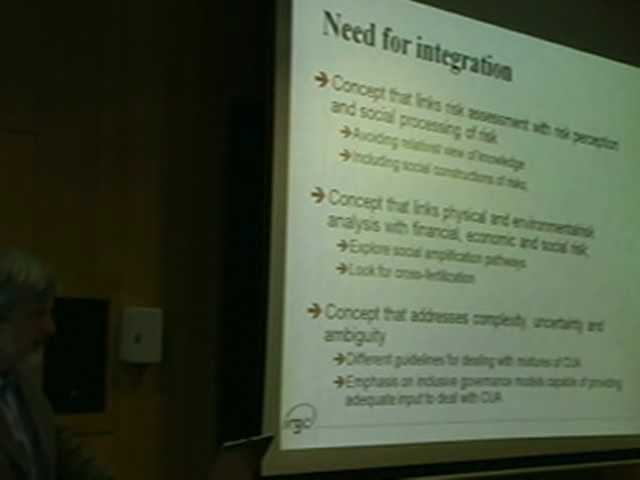 Need for integration
Concept that links risk assessment with risk perception
and social processing of risk
Avoiding relativist view of knowledge
Including social constructions of risks;
Concept that links physical and environmental risk
analysis with financial, economic and social risk;
Explore social amplification pathways
Look for cross-fertilization
Concept that addresses complexity, uncertainty and
ambiguity
Different guidelines for dealing with mixtures of CUA
Emphasis on inclusive governance models capable of providing
adequate input to deal with CUA